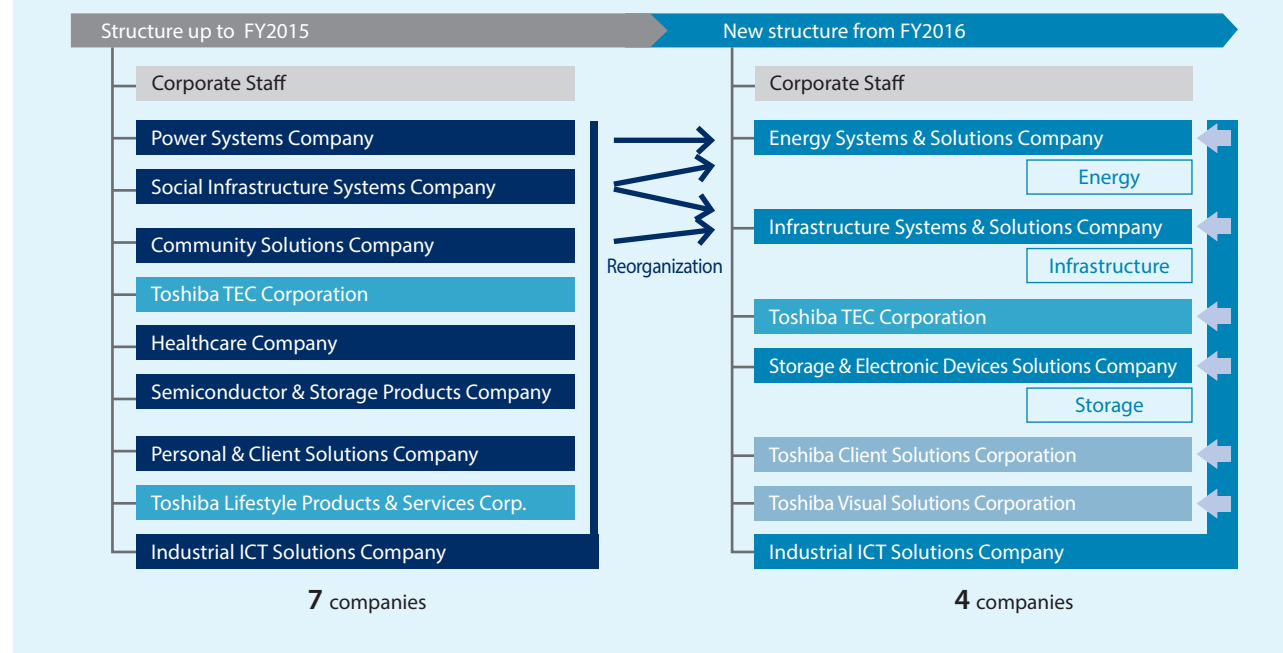 Structure up to FY2015
New structure from FY2016
Corporate Staff
Power Systems Company
Social Infrastructure Systems Company
Community Solutions Company
Toshiba TEC Corporation
Healthcare Company
Semiconductor & Storage Products Company
Personal & Client Solutions Company
Toshiba Lifestyle Products & Services Corp.
Industrial ICT Solutions Company
7 companies
Reorganization
Corporate Staff
Energy Systems & Solutions Company
Energy
Infrastructure Systems & Solutions Company
Infrastructure
Toshiba TEC Corporation
Storage & Electronic Devices Solutions Company
Storage
Toshiba Client Solutions Corporation
Toshiba Visual Solutions Corporation
Industrial ICT Solutions Company
4 companies